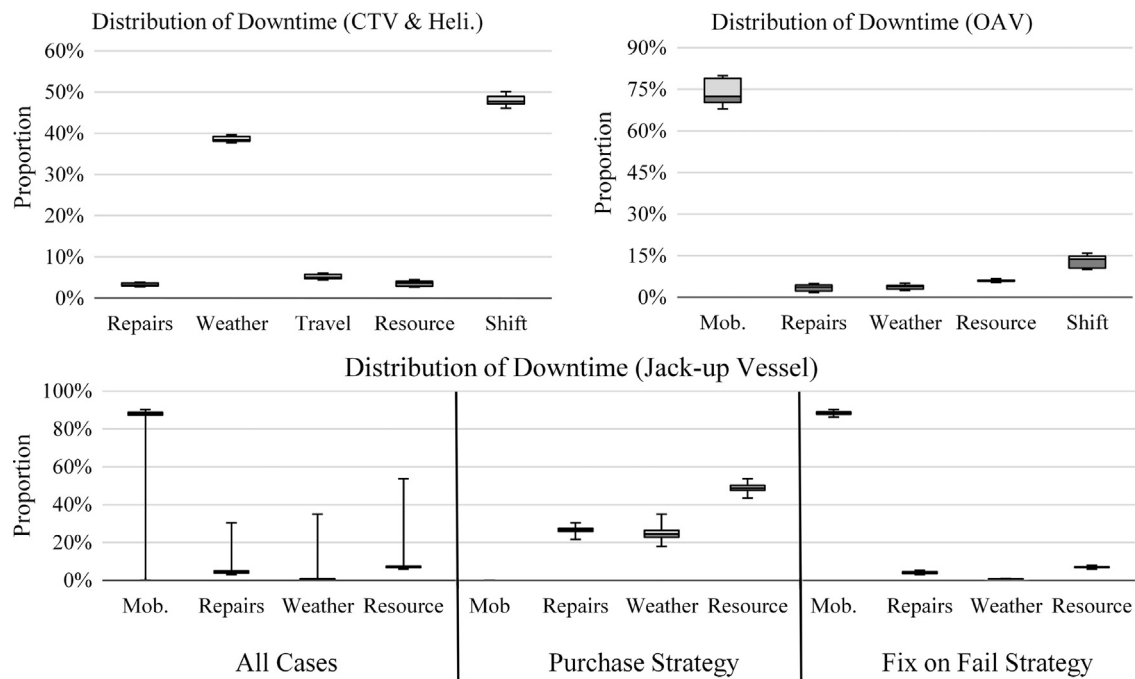 Distribution of Downtime (CTV & Heli.)
60%
50%
40%
30%
20%
10%
0%
Proportion
Repairs Weather Travel Resource Shift
Distribution of Downtime (OAV)
90%
75%
60%
45%
30%
15%
0%
Proportion
Mob. Repairs Weather Resource Shift
Distribution of Downtime (Jack-up Vessel)
100%
80%
60%
40%
20%
0%
Proportion
Mob. Repairs Weather Resource Mob Repairs Weather Resource Mob. Repairs Weather Resource
All Cases Purchase Strategy Fix on Fail Strategy